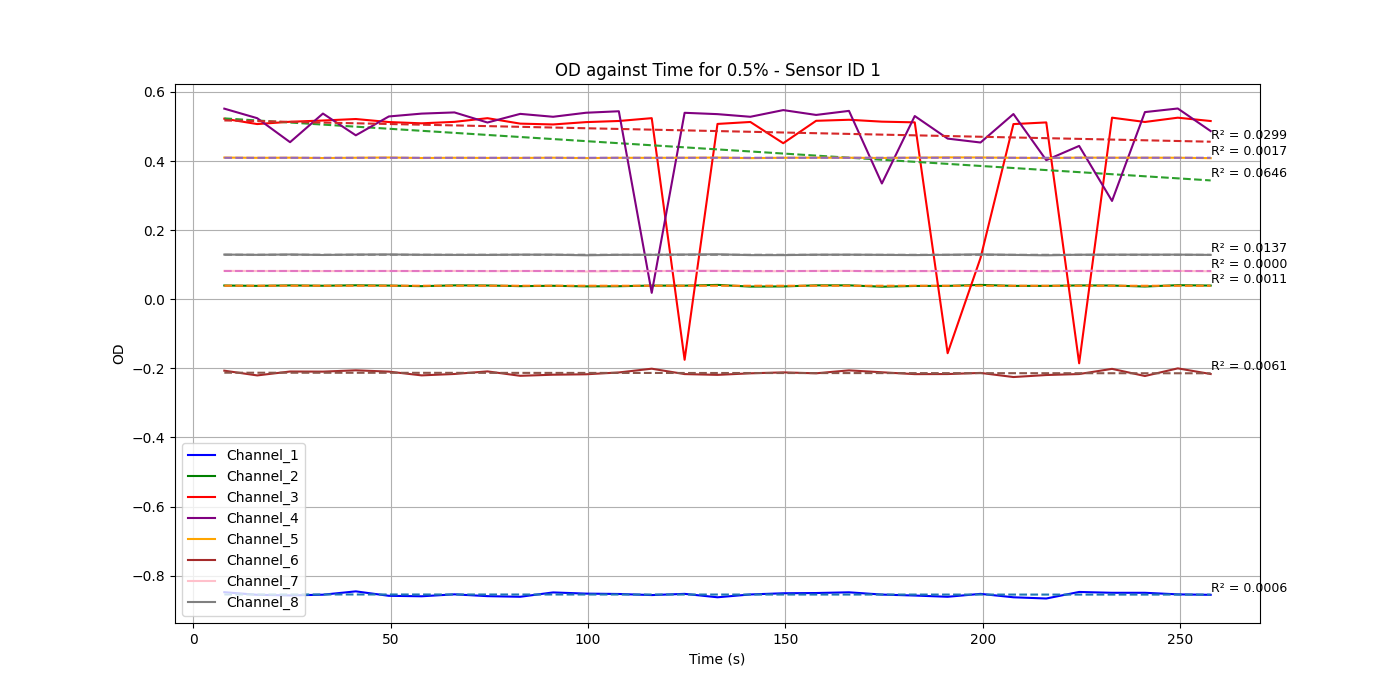 OD against Time for 0.5% - Sensor ID 1
0.6
0.4
0.2
0.0
−0.2
−0.4
−0.6
−0.8
OD
R² = 0.0299
R² = 0.0017
R² = 0.0646
R² = 0.0137
R² = 0.0000
R² = 0.0011
R² = 0.0061
R² = 0.0006
Channel_1
Channel_2
Channel_3
Channel_4
Channel_5
Channel_6
Channel_7
Channel_8
0
50
100
150
200
250
Time (s)